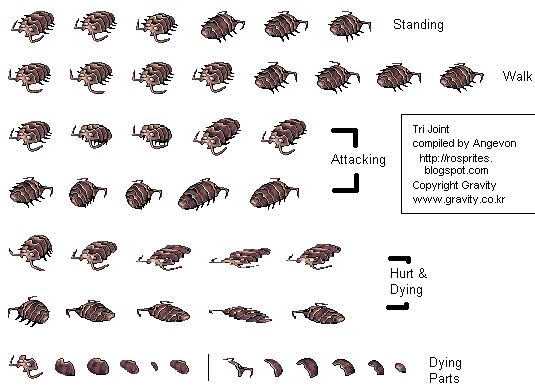 Standing
Walk
Tri Joint
compiled by Angevon
http://rosprites.
blogspot.com
Copyright Gravity
www.gravity.co.kr
Attacking
Hurt &
Dying
Dying
Parts